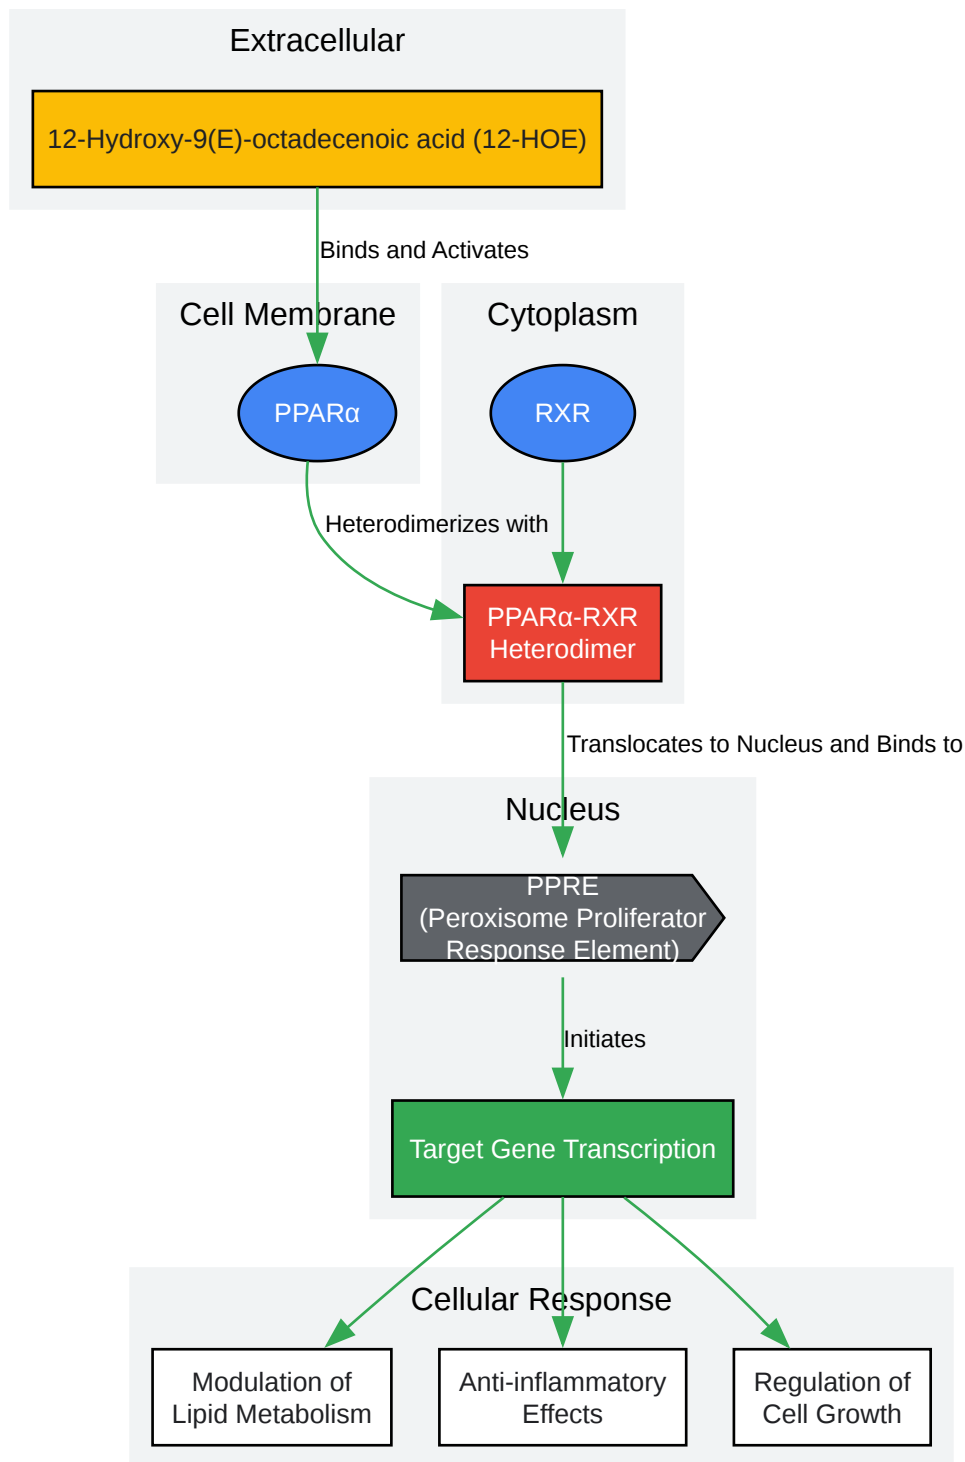 Extracellular
12-Hydroxy-9(E)-octadecenoic acid (12-HOE)
Binds and Activates
Cell Membrane
Cytoplasm
PPARα
RXR
Heterodimerizes with
PPARα-RXR
Heterodimer
Translocates to Nucleus and Binds to
Nucleus
PPRE
(Peroxisome Proliferator
Response Element)
Initiates
Target Gene Transcription
Cellular Response
Modulation of
Lipid Metabolism
Anti-inflammatory
Effects
Regulation of
Cell Growth